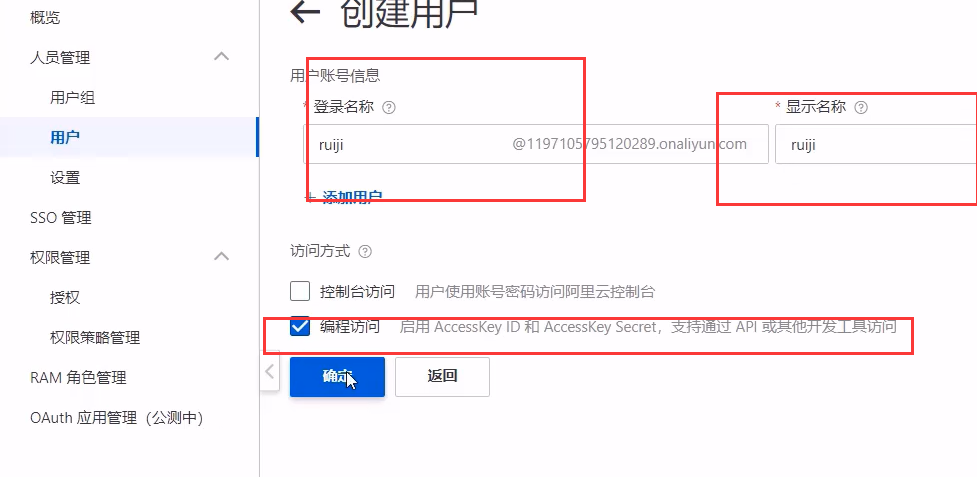 概览
人员管理
用户组
用户
设置
SSO 管理
权限管理
授权
权限策略管理
RAM 角色管理
OAuth 应用管理（公测中）
创建用户
用户账号信息
* 登录名称
* 显示名称
ruiji @1197105795120289.onaliyun.com
ruiji
+ 添加用户
访问方式
控制台访问 用户使用账号密码访问阿里云控制台
编程访问 启用 AccessKey ID 和 AccessKey Secret，支持通过 API 或其他开发工具访问
确定
返回